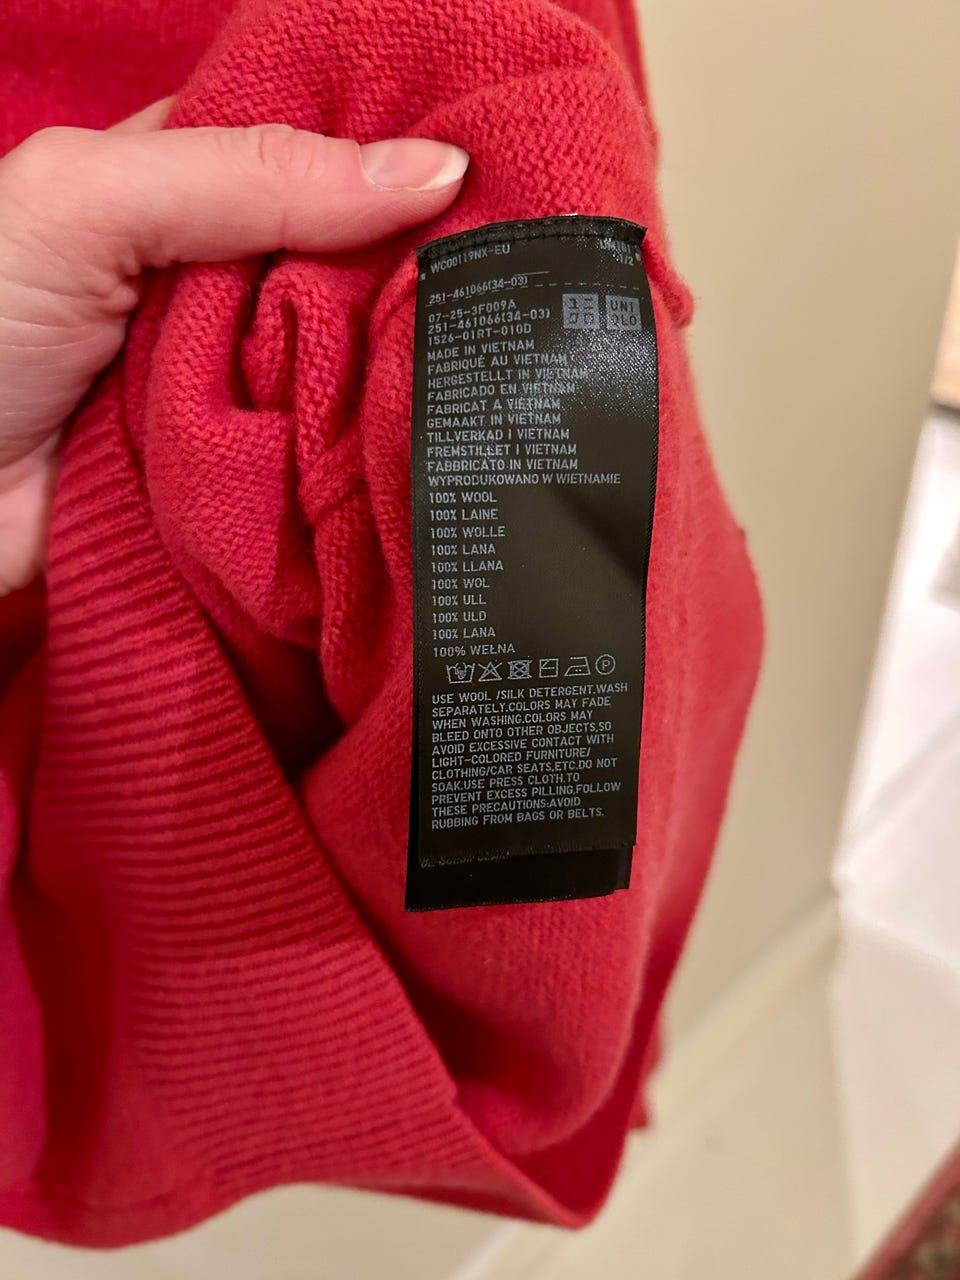 WC00119NX-EU
1/2
251-461066(34-03)
07-25-3F009A
251-461066(34-03)
1526-01RT-010D
UNI
QLO
MADE IN VIETNAM
FABRIQUÉ AU VIETNAM
HERGESTELLT IN VIETNAM
FABRICADO EN VIETNAM
FABRICAT A VIETNAM
GEMAAKT IN VIETNAM
TILLVERKAD I VIETNAM
FREMSTILLET I VIETNAM
FABBRICATO IN VIETNAM
WYPRODUKOWANO W WIETNAMIE
100% WOOL
100% LAINE
100% WOLLE
100% LANA
100% LLANA
100% WOL
100% ULL
100% ULD
100% LANA
100% WEŁNA
P
USE WOOL /SILK DETERGENT.WASH
SEPARATELY.COLORS MAY FADE
WHEN WASHING.COLORS MAY
BLEED ONTO OTHER OBJECTS,SO
AVOID EXCESSIVE CONTACT WITH
LIGHT-COLORED FURNITURE/
CLOTHING/CAR SEATS,ETC.DO NOT
SOAK.USE PRESS CLOTH.TO
PREVENT EXCESS PILLING,FOLLOW
THESE PRECAUTIONS:AVOID
RUBBING FROM BAGS OR BELTS.